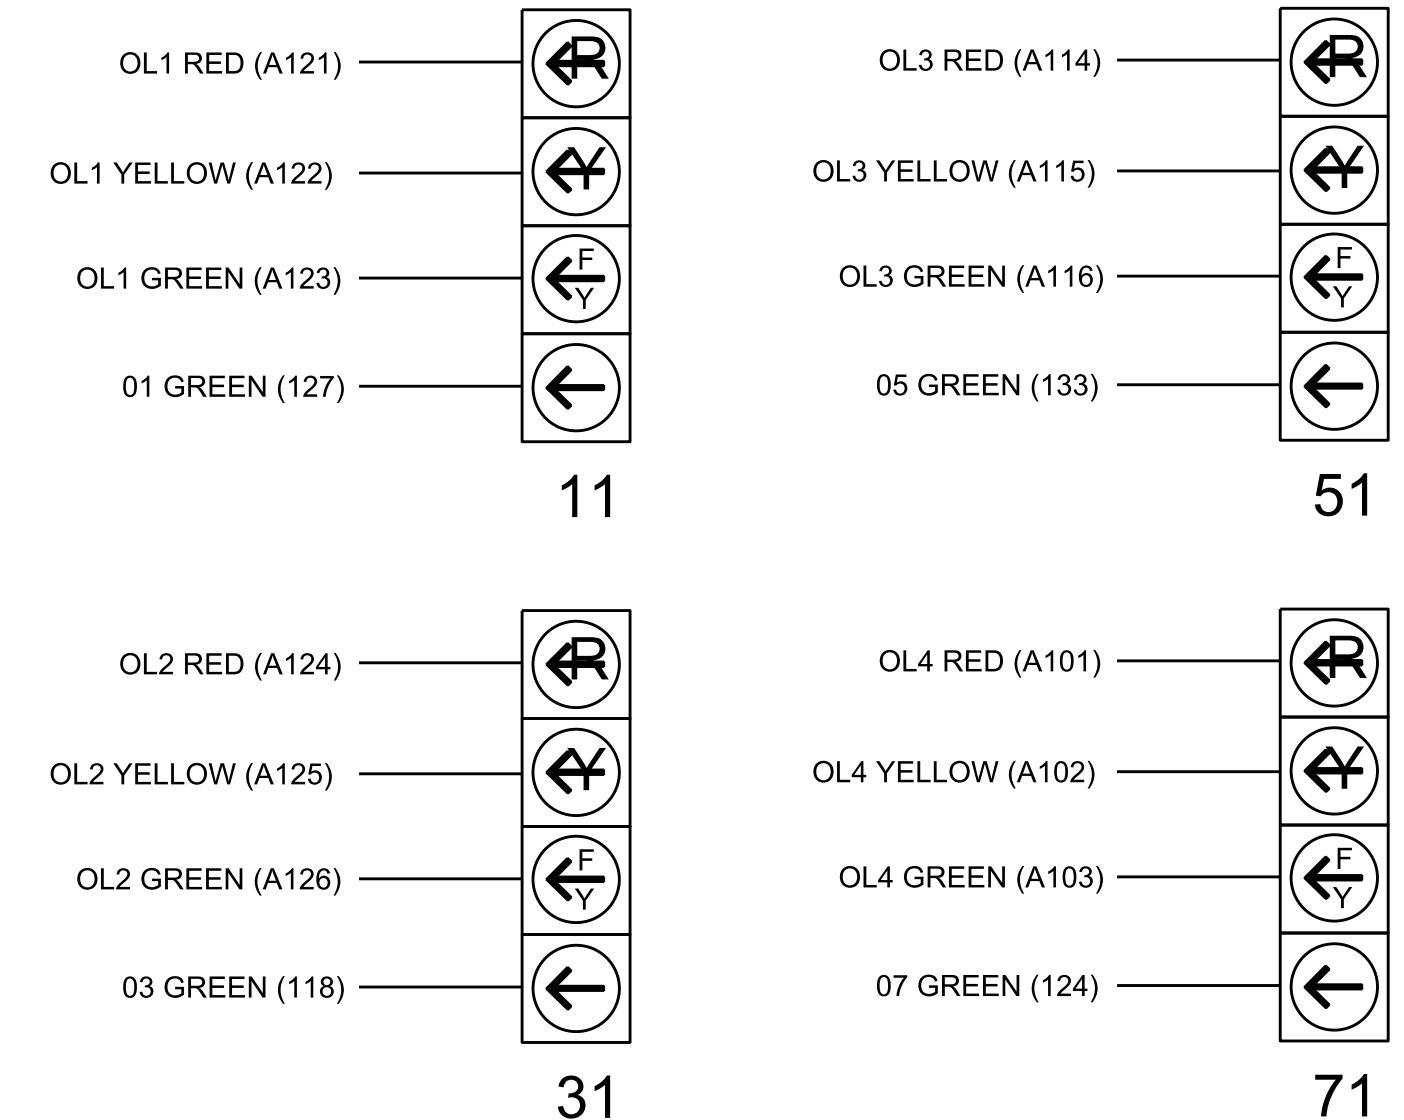 OL1 RED (A121)
R
OL1 YELLOW (A122)
Y
OL1 GREEN (A123)
F
Y
01 GREEN (127)
11
OL3 RED (A114)
R
OL3 YELLOW (A115)
Y
OL3 GREEN (A116)
F
Y
05 GREEN (133)
51
OL2 RED (A124)
R
OL2 YELLOW (A125)
Y
OL2 GREEN (A126)
F
Y
03 GREEN (118)
31
OL4 RED (A101)
R
OL4 YELLOW (A102)
Y
OL4 GREEN (A103)
F
Y
07 GREEN (124)
71